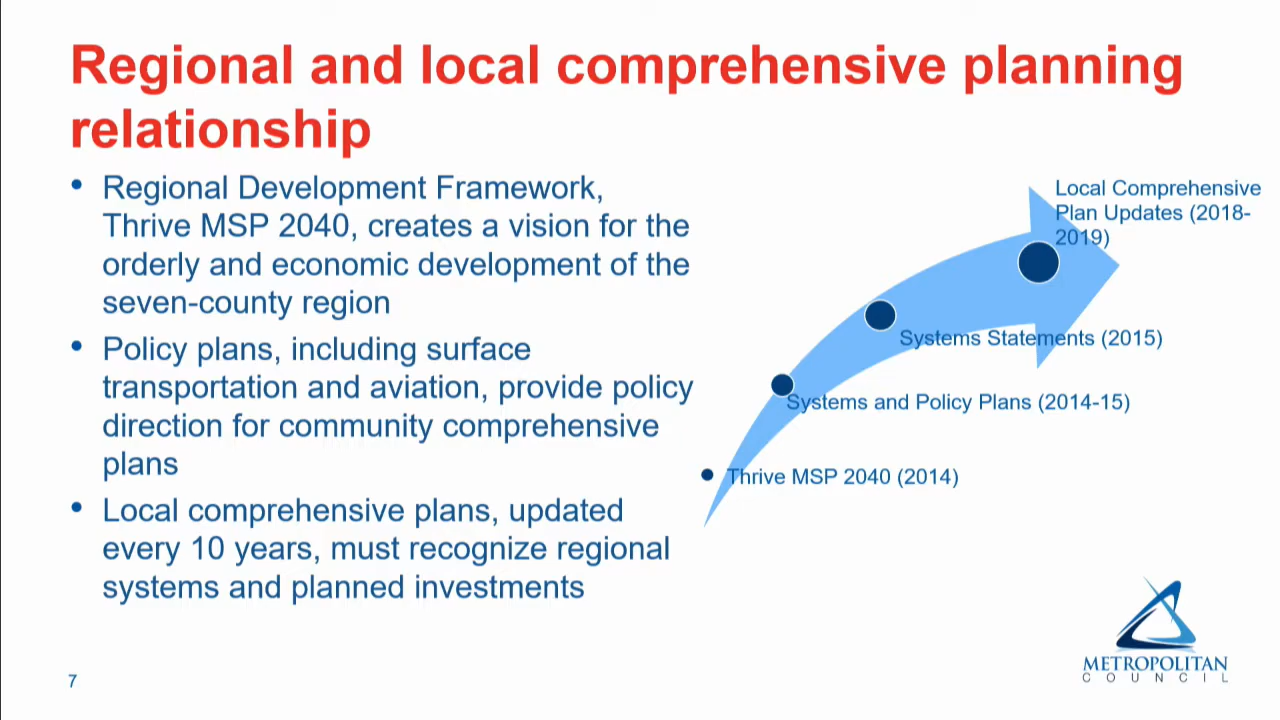 Regional and local comprehensive planning
relationship
• Regional Development Framework,
Thrive MSP 2040, creates a vision for the
orderly and economic development of the
seven-county region
• Policy plans, including surface
transportation and aviation, provide policy
direction for community comprehensive
plans
• Local comprehensive plans, updated
every 10 years, must recognize regional
systems and planned investments
Local Comprehensive
Plan Updates (2018-
2019)
Systems Statements (2015)
Systems and Policy Plans (2014-15)
Thrive MSP 2040 (2014)
METROPOLITAN
COUNCIL
7